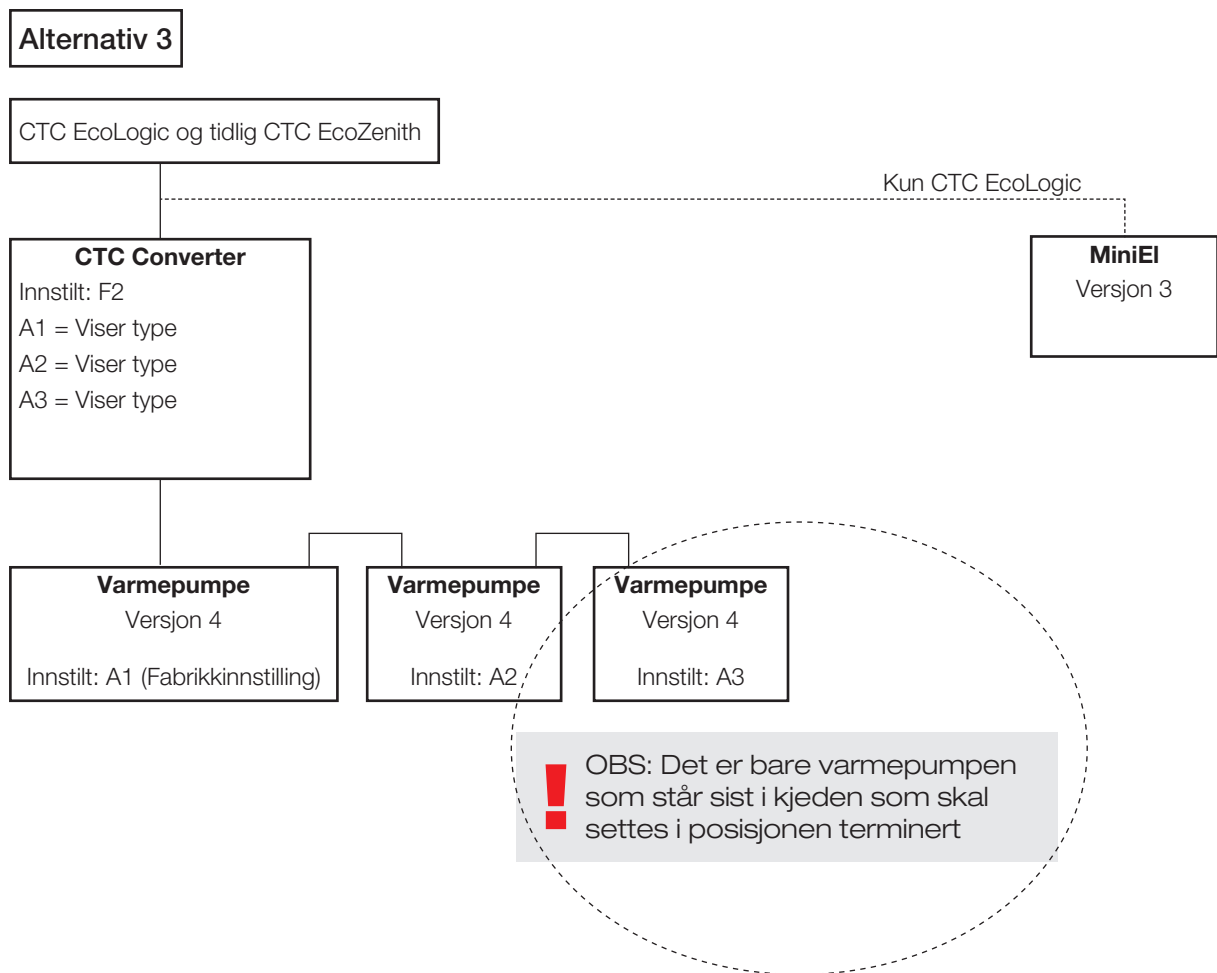 Alternativ 3
CTC EcoLogic og tidlig CTC EcoZenith
Kun CTC EcoLogic
CTC Converter
Innstilt: F2
A1 = Viser type
A2 = Viser type
A3 = Viser type
MiniEl
Versjon 3
Varmepumpe
Versjon 4
Innstilt: A1 (Fabrikkinnstilling)
Varmepumpe
Versjon 4
Innstilt: A2
Varmepumpe
Versjon 4
Innstilt: A3
! OBS: Det er bare varmepumpen
som står sist i kjeden som skal
settes i posisjonen terminert